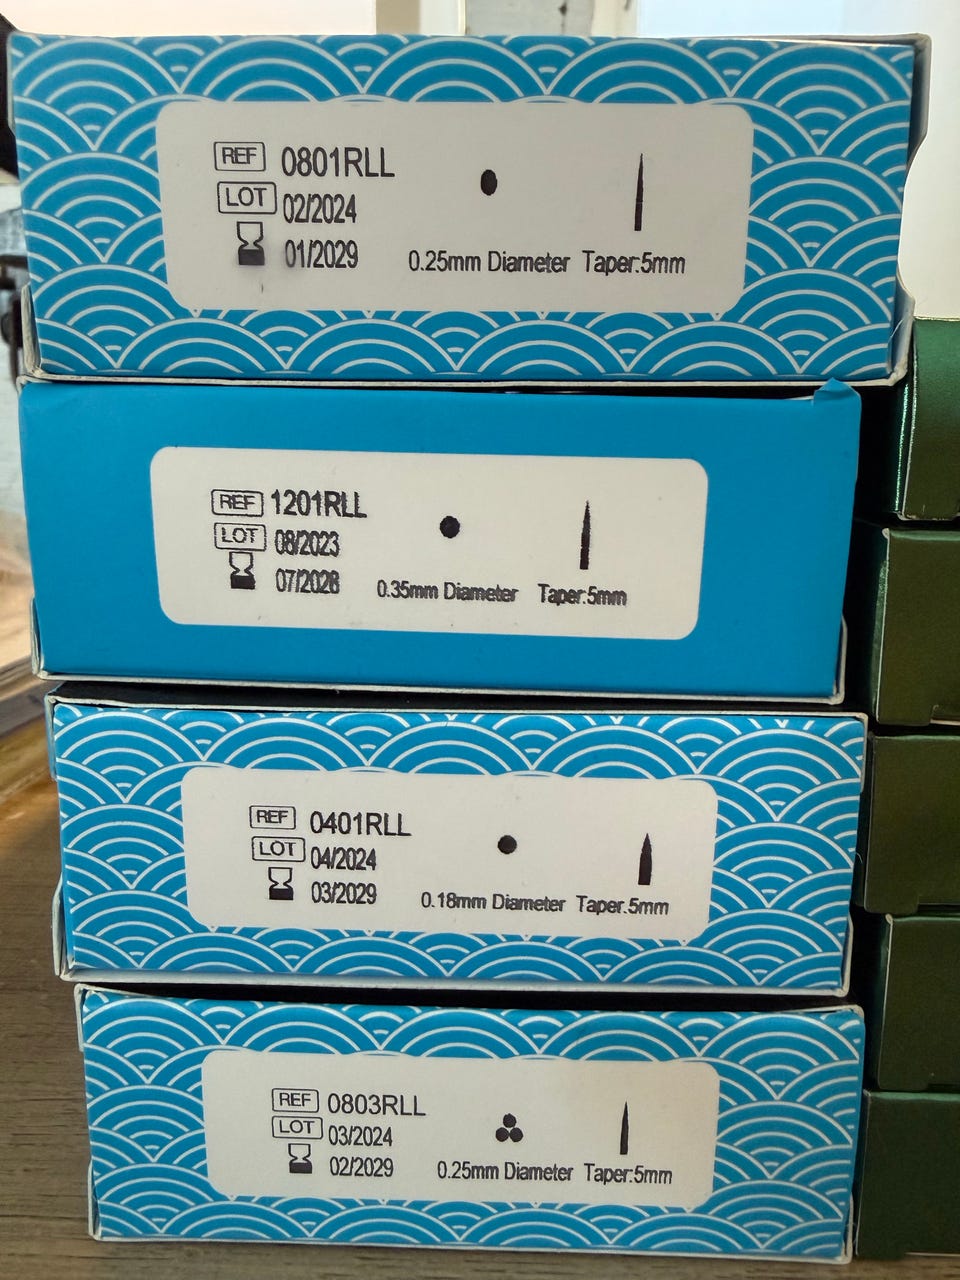 REF 0801RLL
LOT 02/2024
01/2029
0.25mm Diameter Taper:5mm
REF 1201RLL
LOT 08/2023
07/2028
0.35mm Diameter Taper:5mm
REF 0401RLL
LOT 04/2024
03/2029
0.18mm Diameter Taper:5mm
REF 0803RLL
LOT 03/2024
02/2029
0.25mm Diameter Taper:5mm